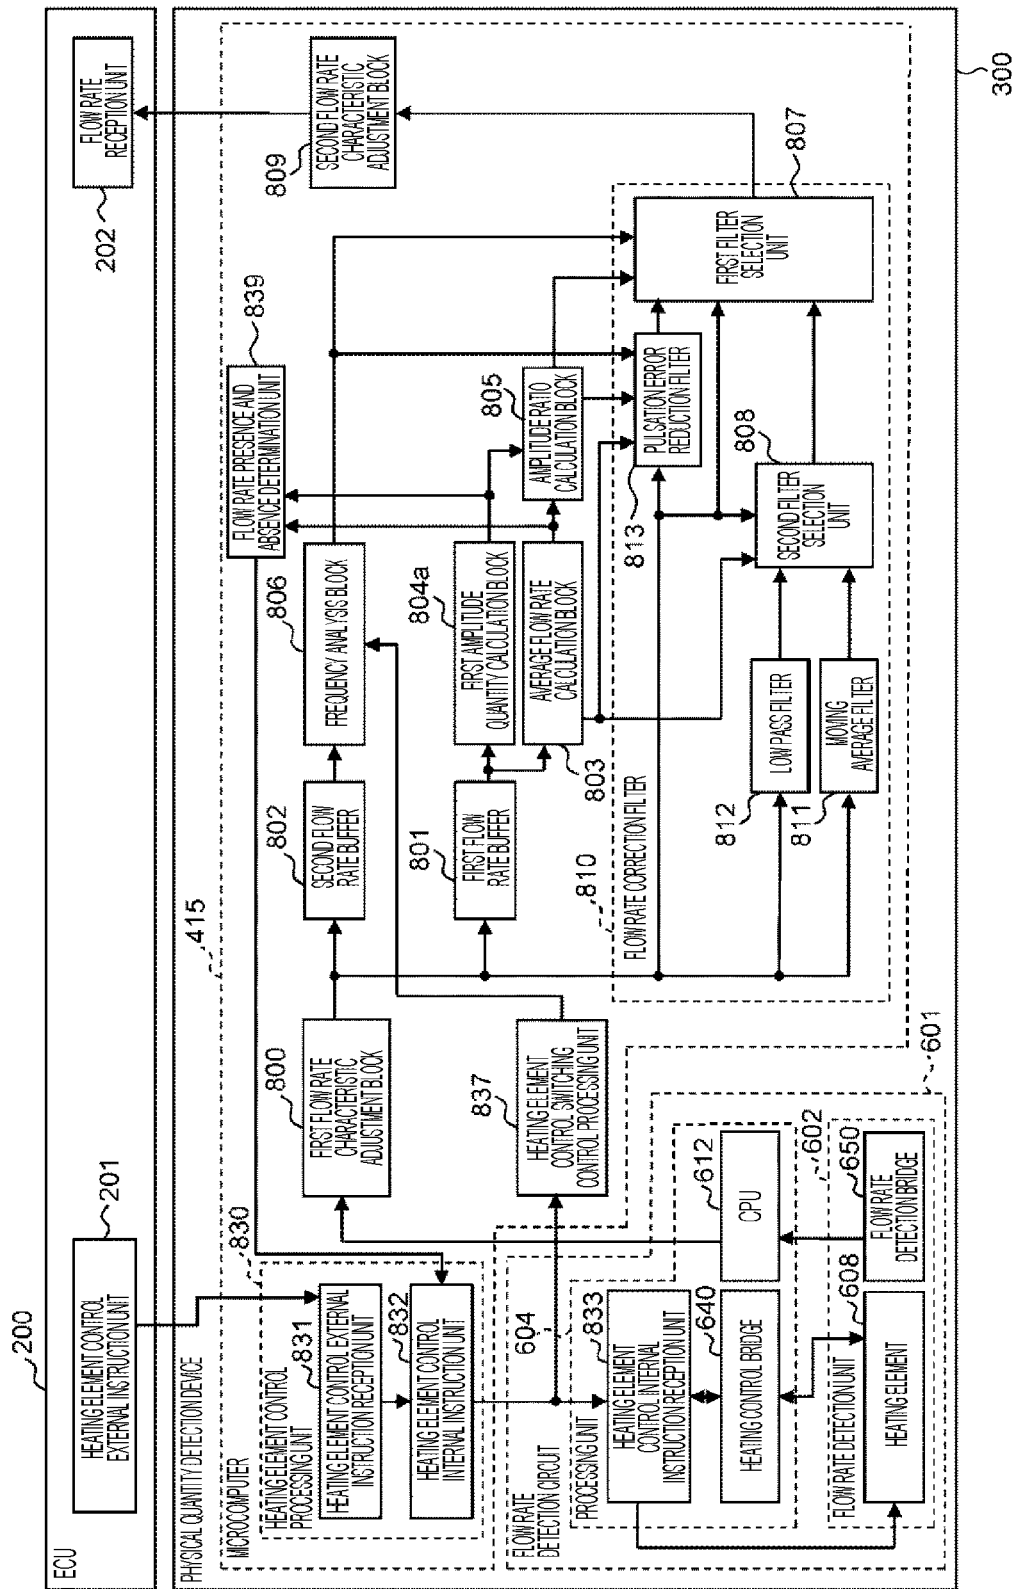 200
ECU
201
HEATING ELEMENT CONTROL
EXTERNAL INSTRUCTION UNIT
FLOW RATE
RECEPTION UNIT
202
PHYSICAL QUANTITY DETECTION DEVICE
300
415
MICROCOMPUTER
830
HEATING ELEMENT CONTROL
PROCESSING UNIT
831
HEATING ELEMENT CONTROL EXTERNAL
INSTRUCTION RECEPTION UNIT
832
HEATING ELEMENT CONTROL
INTERNAL INSTRUCTION UNIT
800
FIRST FLOW RATE
CHARACTERISTIC
ADJUSTMENT BLOCK
837
HEATING ELEMENT
CONTROL SWITCHING
CONTROL PROCESSING UNIT
802
SECOND FLOW
RATE BUFFER
801
FIRST FLOW
RATE BUFFER
806
FREQUENCY ANALYSIS BLOCK
804a
FIRST AMPLITUDE
QUANTITY CALCULATION BLOCK
AVERAGE FLOW RATE
CALCULATION BLOCK
803
839
FLOW RATE PRESENCE AND
ABSENCE DETERMINATION UNIT
805
AMPLITUDE RATIO
CALCULATION BLOCK
809
SECOND FLOW RATE
CHARACTERISTIC
ADJUSTMENT BLOCK
810
FLOW RATE CORRECTION FILTER
812
LOW PASS FILTER
811
MOVING
AVERAGE FILTER
813
PULSATION ERROR
REDUCTION FILTER
808
SECOND FILTER
SELECTION
UNIT
807
FIRST FILTER
SELECTION
UNIT
601
FLOW RATE
DETECTION CIRCUIT
604
602
PROCESSING UNIT
833
HEATING ELEMENT
CONTROL INTERNAL
INSTRUCTION RECEPTION UNIT
640
HEATING CONTROL BRIDGE
612
CPU
FLOW RATE DETECTION UNIT
608
HEATING ELEMENT
650
FLOW RATE
DETECTION BRIDGE